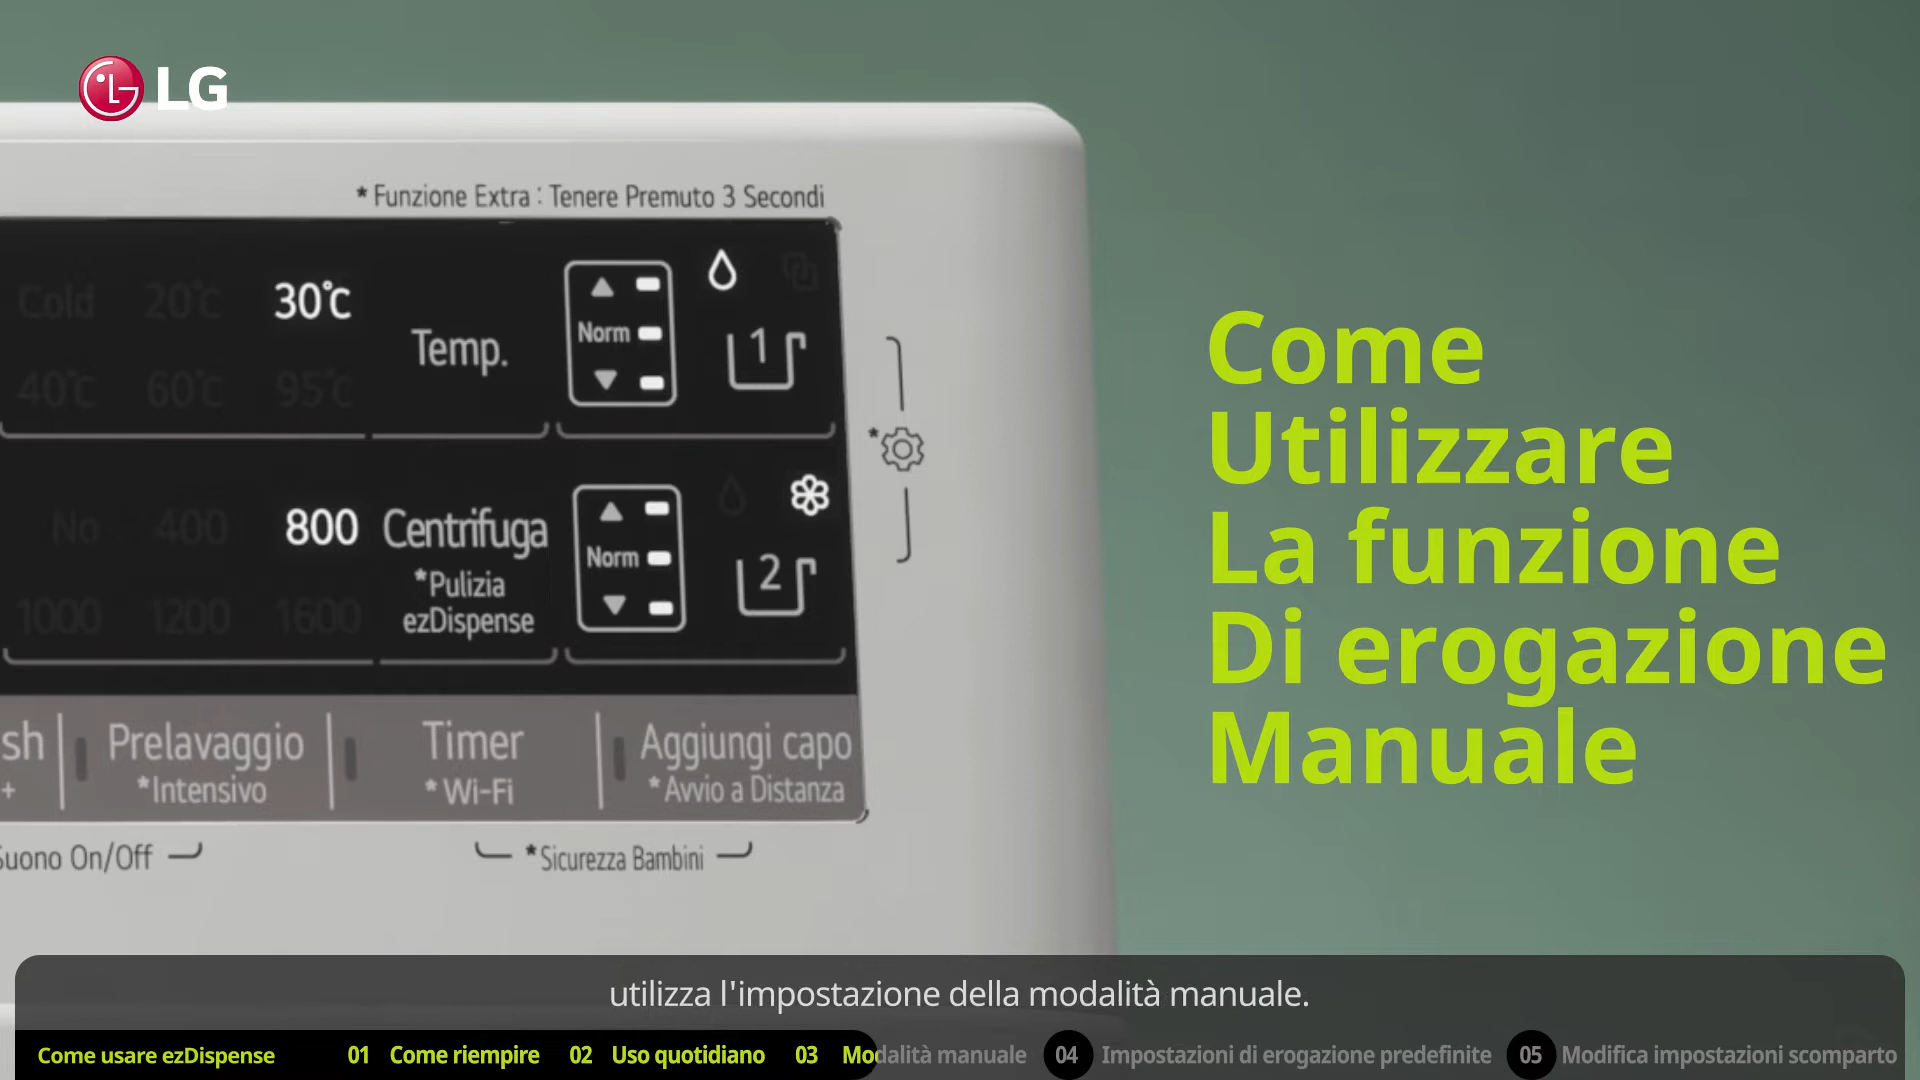 LG
* Funzione Extra : Tenere Premuto 3 Secondi
Cold 20°c 30°c
40°c 60°c 95°c
Temp.
Norm
1
No 400 800
1000 1200 1600
Centrifuga
*Pulizia
ezDispense
Norm
2
*
sh
+
Prelavaggio
*Intensivo
Timer
* Wi-Fi
Aggiungi capo
*Avvio a Distanza
Suono On/Off
*Sicurezza Bambini
Come
Utilizzare
La funzione
Di erogazione
Manuale
utilizza l'impostazione della modalità manuale.
Come usare ezDispense 01 Come riempire 02 Uso quotidiano 03 Modalità manuale 04 Impostazioni di erogazione predefinite 05 Modifica impostazioni scomparto